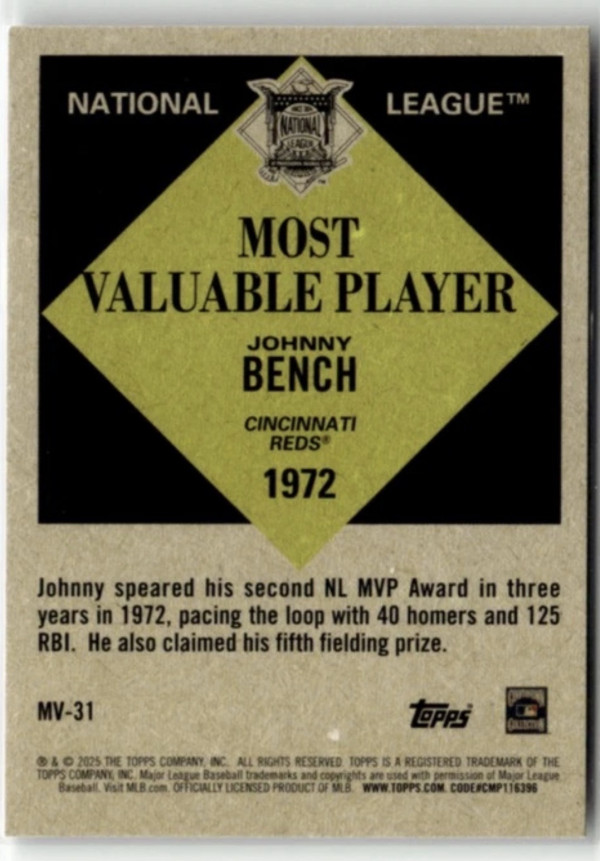 NATIONAL LEAGUE™
NATIONAL
LEAGUE
MOST
VALUABLE PLAYER
JOHNNY
BENCH
CINCINNATI
REDS®
1972
Johnny speared his second NL MVP Award in three
years in 1972, pacing the loop with 40 homers and 125
RBI. He also claimed his fifth fielding prize.
MV-31
Topps
® & © 2025 THE TOPPS COMPANY, INC. ALL RIGHTS RESERVED. TOPPS IS A REGISTERED TRADEMARK OF THE
TOPPS COMPANY, INC. Major League Baseball trademarks and copyrights are used with permission of Major League
Baseball. Visit MLB.com. OFFICIALLY LICENSED PRODUCT OF MLB. WWW.TOPPS.COM. CODE#CMP116396